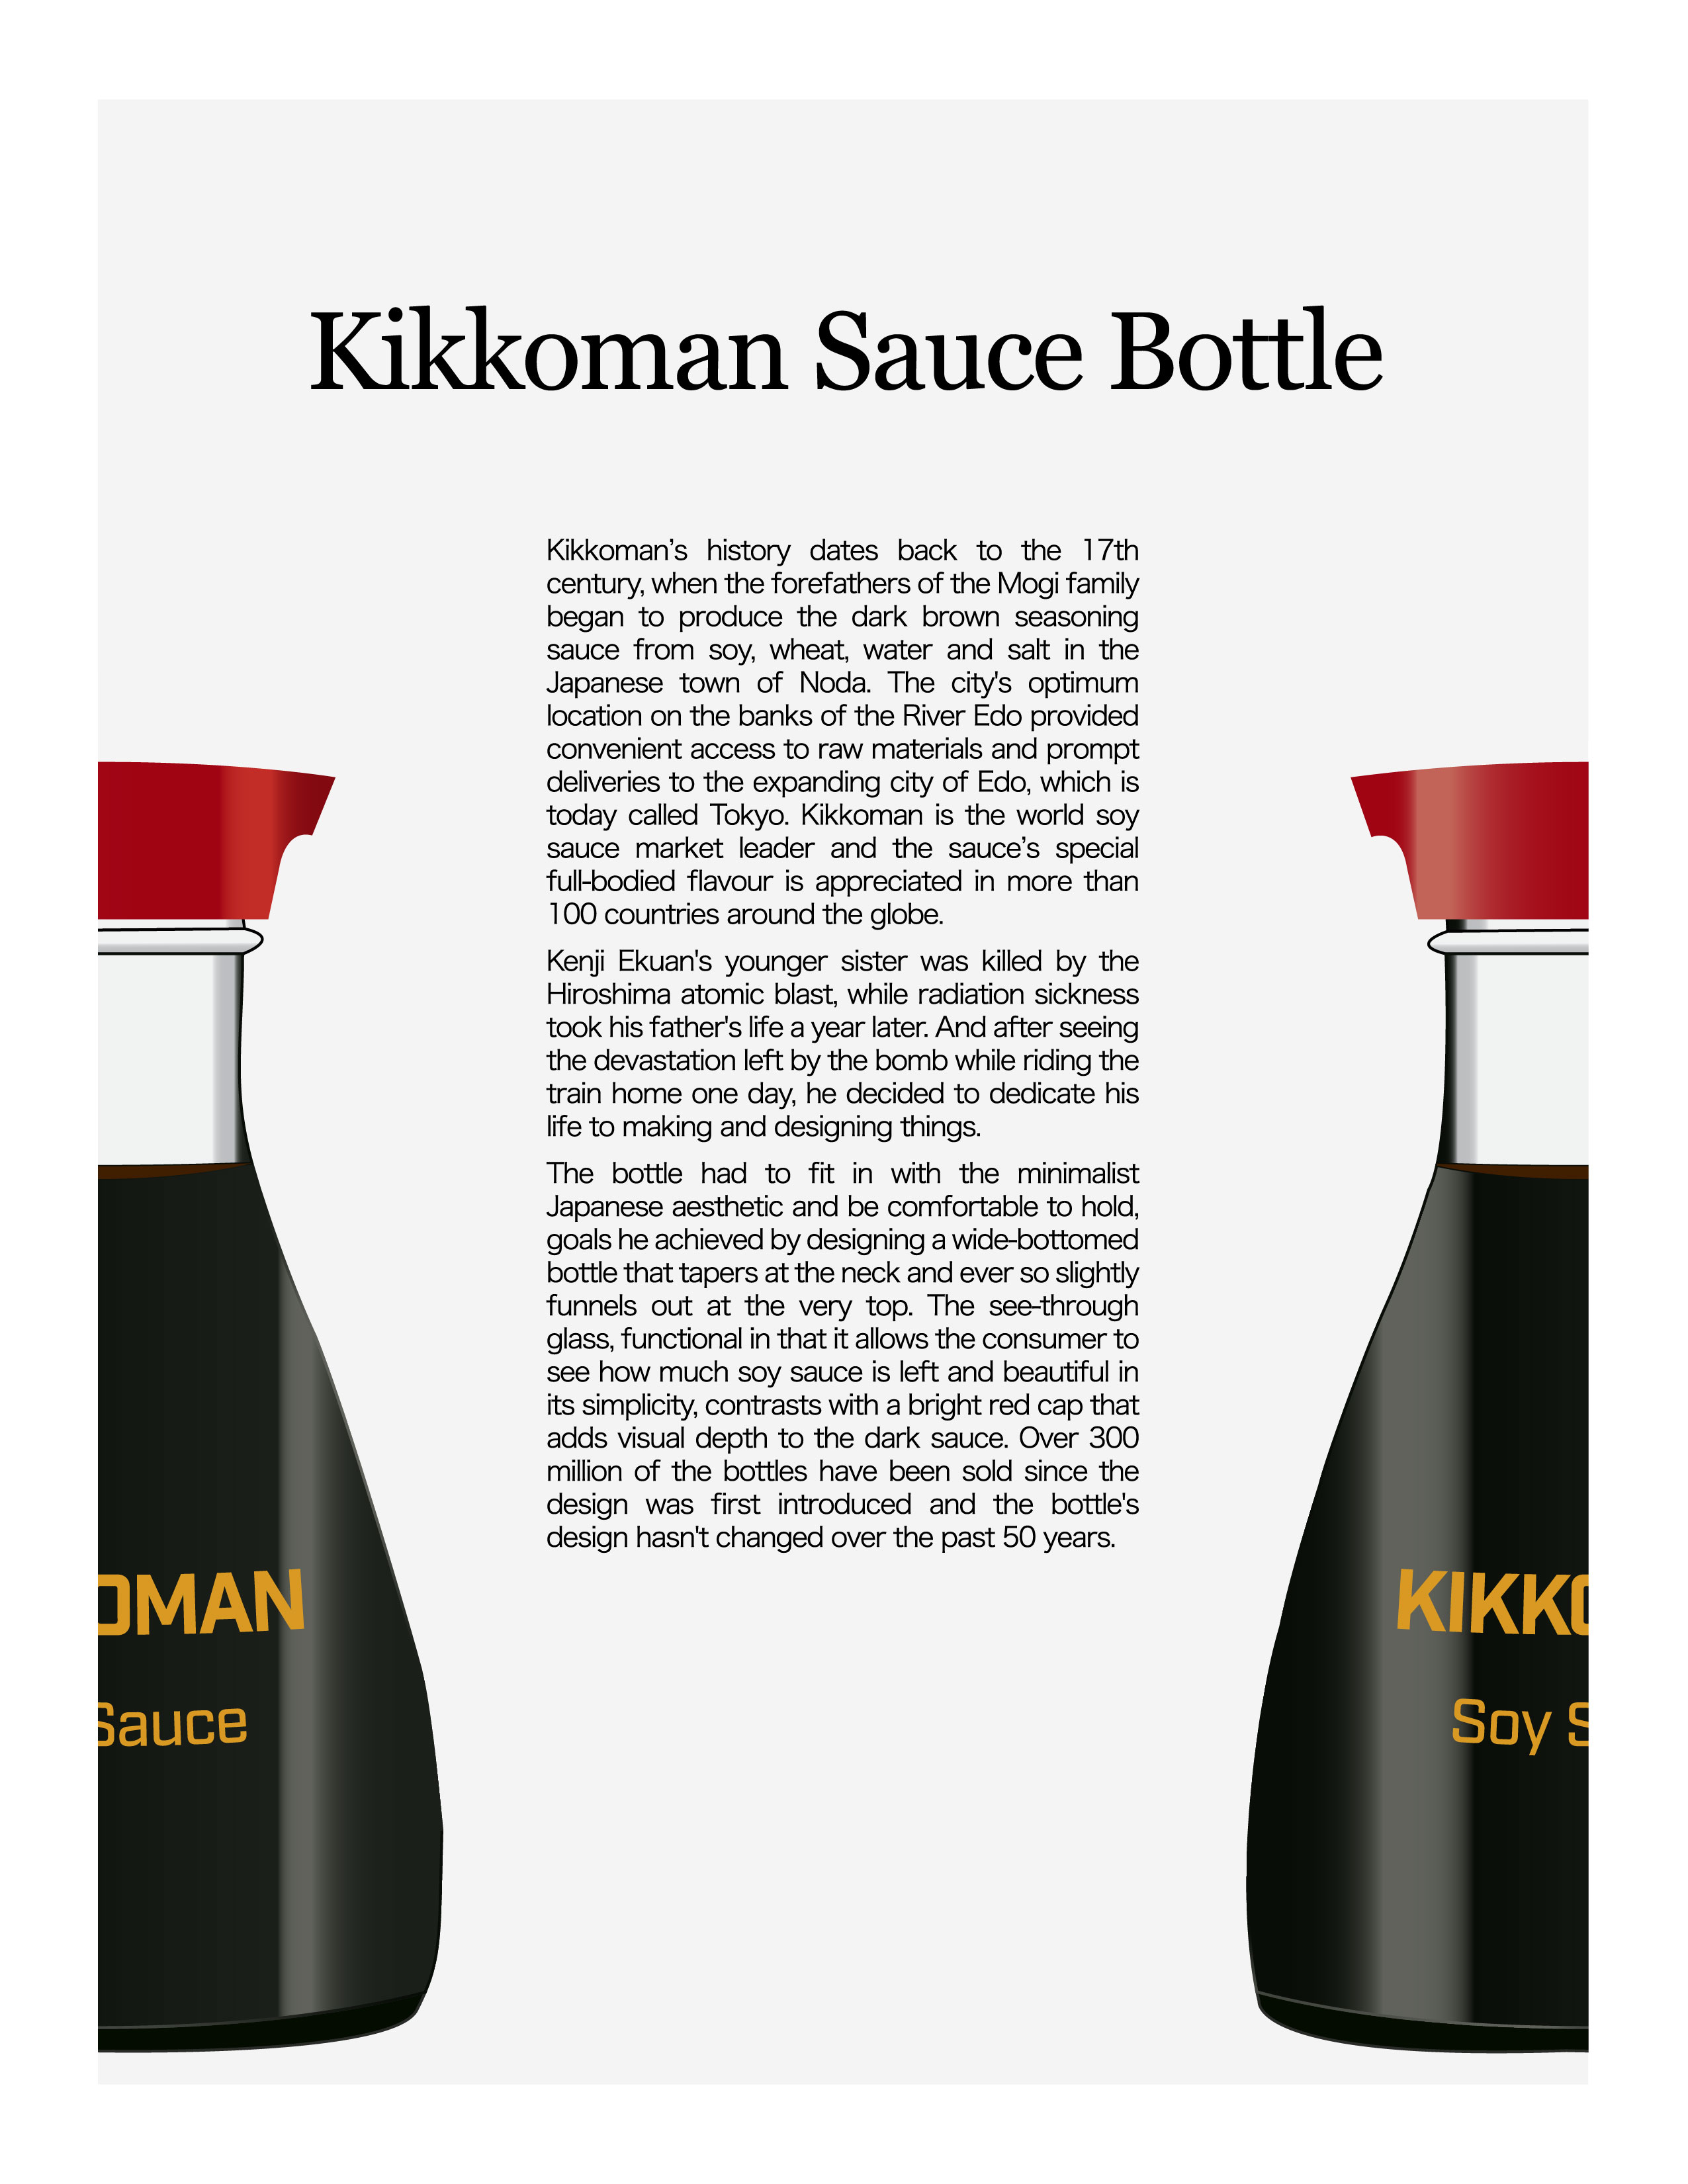 Kikkoman Sauce Bottle
Kikkoman’s history dates back to the 17th
century, when the forefathers of the Mogi family
began to produce the dark brown seasoning
sauce from soy, wheat, water and salt in the
Japanese town of Noda. The city's optimum
location on the banks of the River Edo provided
convenient access to raw materials and prompt
deliveries to the expanding city of Edo, which is
today called Tokyo. Kikkoman is the world soy
sauce market leader and the sauce’s special
full-bodied flavour is appreciated in more than
100 countries around the globe.
Kenji Ekuan's younger sister was killed by the
Hiroshima atomic blast, while radiation sickness
took his father's life a year later. And after seeing
the devastation left by the bomb while riding the
train home one day, he decided to dedicate his
life to making and designing things.
The bottle had to fit in with the minimalist
Japanese aesthetic and be comfortable to hold,
goals he achieved by designing a wide-bottomed
bottle that tapers at the neck and ever so slightly
funnels out at the very top. The see-through
glass, functional in that it allows the consumer to
see how much soy sauce is left and beautiful in
its simplicity, contrasts with a bright red cap that
adds visual depth to the dark sauce. Over 300
million of the bottles have been sold since the
design was first introduced and the bottle's
design hasn't changed over the past 50 years.
OMAN
Sauce
KIKKO
Soy S